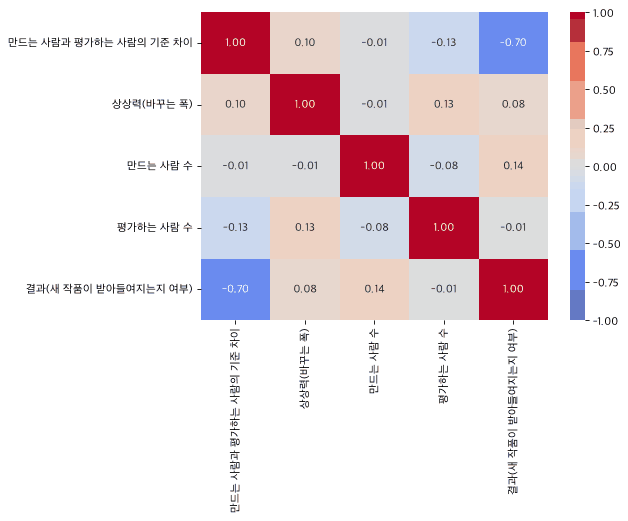 만드는 사람과 평가하는 사람의 기준 차이 1.00 0.10 -0.01 -0.13 -0.70
상상력(바꾸는 폭) 0.10 1.00 -0.01 0.13 0.08
만드는 사람 수 -0.01 -0.01 1.00 -0.08 0.14
평가하는 사람 수 -0.13 0.13 -0.08 1.00 -0.01
결과(새 작품이 받아들여지는지 여부) -0.70 0.08 0.14 -0.01 1.00
만드는 사람과 평가하는 사람의 기준 차이
상상력(바꾸는 폭)
만드는 사람 수
평가하는 사람 수
결과(새 작품이 받아들여지는지 여부)
1.00
0.75
0.50
0.25
0.00
-0.25
-0.50
-0.75
-1.00